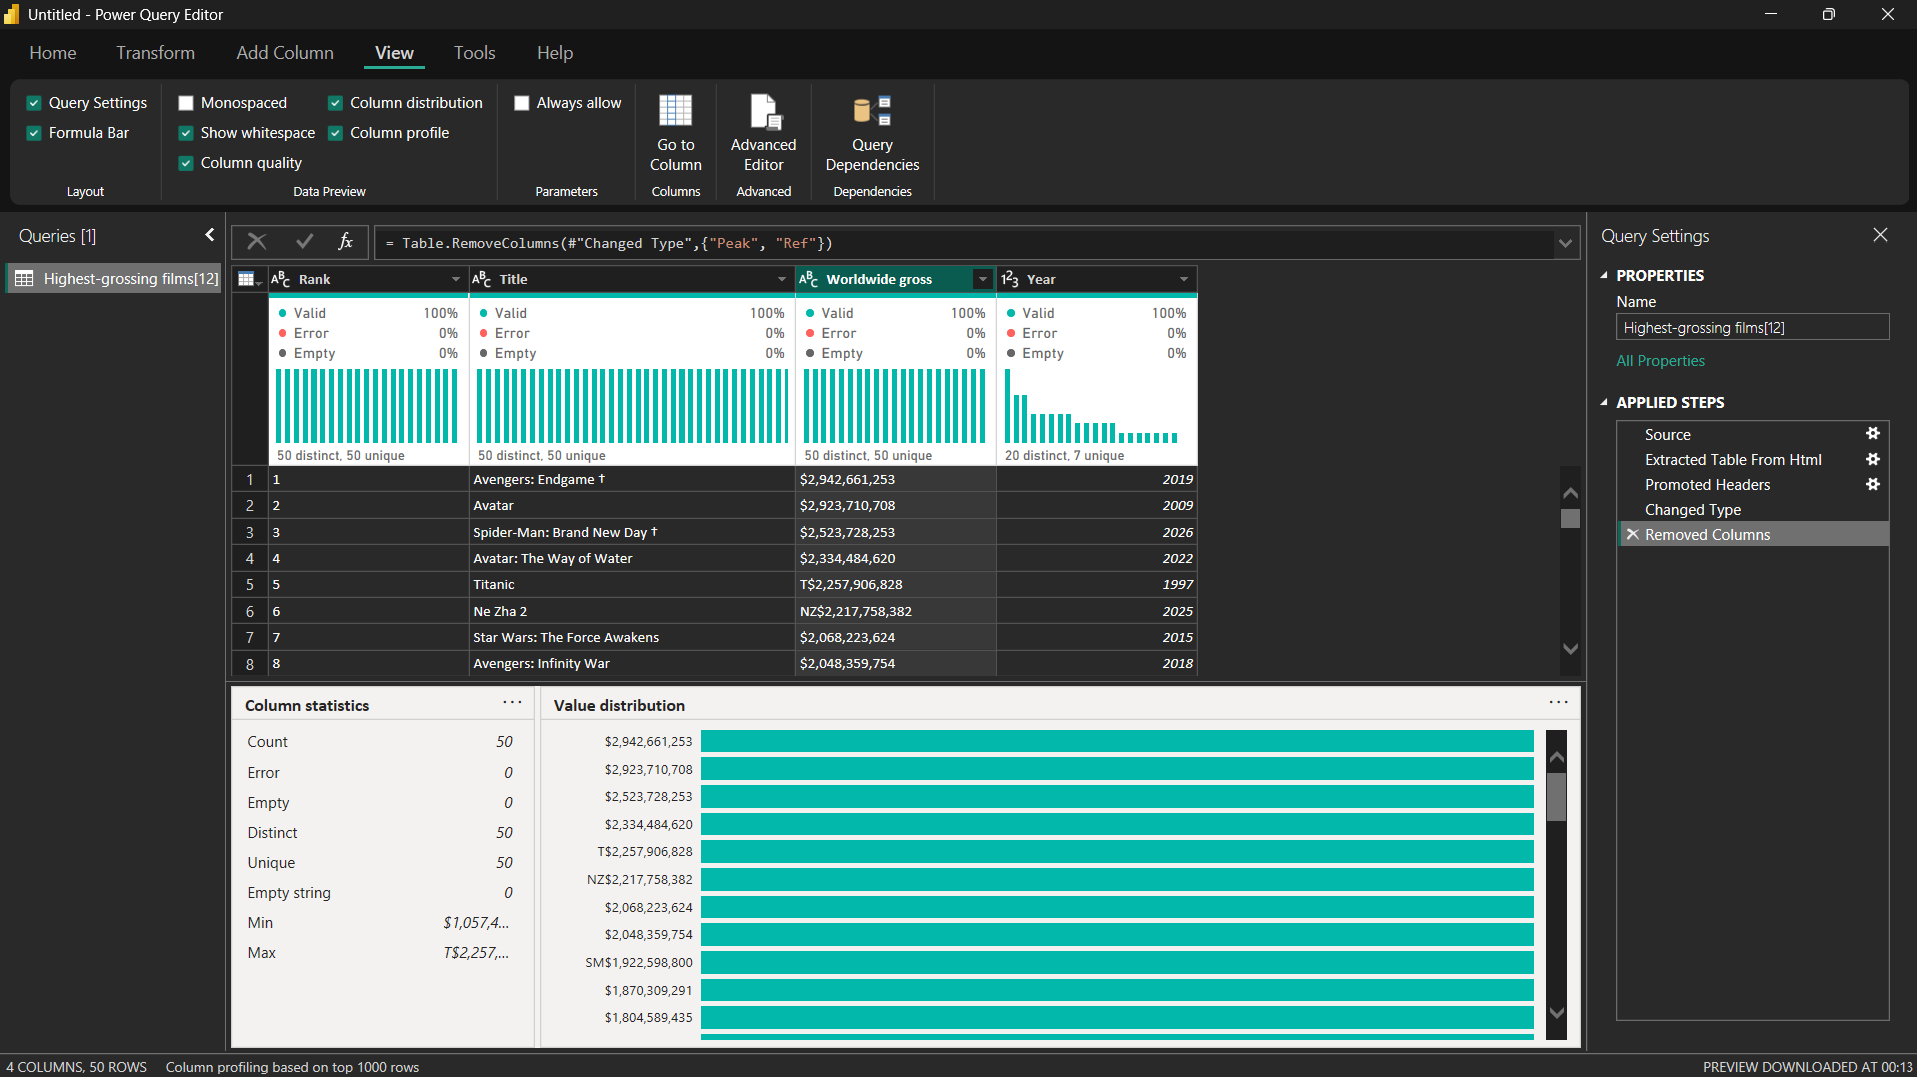 Untitled - Power Query Editor
Home Transform Add Column View Tools Help
Query Settings
Formula Bar
Layout
Monospaced
Show whitespace
Column quality
Column distribution
Column profile
Data Preview
Always allow
Parameters
Go to
Column
Columns
Advanced
Editor
Advanced
Query
Dependencies
Dependencies
Queries [1]
Highest-grossing films[12]
fx
= Table.RemoveColumns(#"Changed Type",{"Peak", "Ref"})
ABC Rank ABC Title ABC Worldwide gross 123 Year
Valid 100% Valid 100% Valid 100% Valid 100%
Error 0% Error 0% Error 0% Error 0%
Empty 0% Empty 0% Empty 0% Empty 0%
50 distinct, 50 unique 50 distinct, 50 unique 50 distinct, 50 unique 20 distinct, 7 unique
1 1 Avengers: Endgame † $2,942,661,253 2019
2 2 Avatar $2,923,710,708 2009
3 3 Spider-Man: Brand New Day † $2,523,728,253 2026
4 4 Avatar: The Way of Water $2,334,484,620 2022
5 5 Titanic T$2,257,906,828 1997
6 6 Ne Zha 2 NZ$2,217,758,382 2025
7 7 Star Wars: The Force Awakens $2,068,223,624 2015
8 8 Avengers: Infinity War $2,048,359,754 2018
Column statistics ...
Count 50
Error 0
Empty 0
Distinct 50
Unique 50
Empty string 0
Min $1,057,4...
Max T$2,257,...
Value distribution ...
$2,942,661,253
$2,923,710,708
$2,523,728,253
$2,334,484,620
T$2,257,906,828
NZ$2,217,758,382
$2,068,223,624
$2,048,359,754
SM$1,922,598,800
$1,870,309,291
$1,804,589,435
Query Settings
PROPERTIES
Name
Highest-grossing films[12]
All Properties
APPLIED STEPS
Source
Extracted Table From Html
Promoted Headers
Changed Type
Removed Columns
4 COLUMNS, 50 ROWS Column profiling based on top 1000 rows
PREVIEW DOWNLOADED AT 00:13